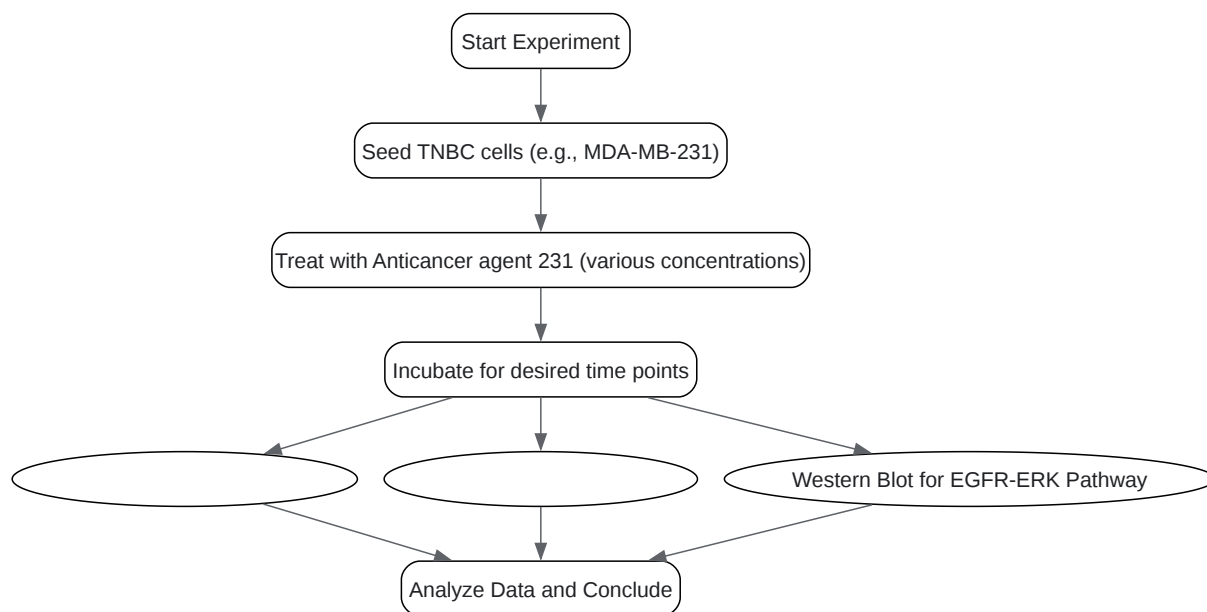 Start Experiment
Seed TNBC cells (e.g., MDA-MB-231)
Treat with Anticancer agent 231 (various concentrations)
Incubate for desired time points
Western Blot for EGFR-ERK Pathway
Analyze Data and Conclude